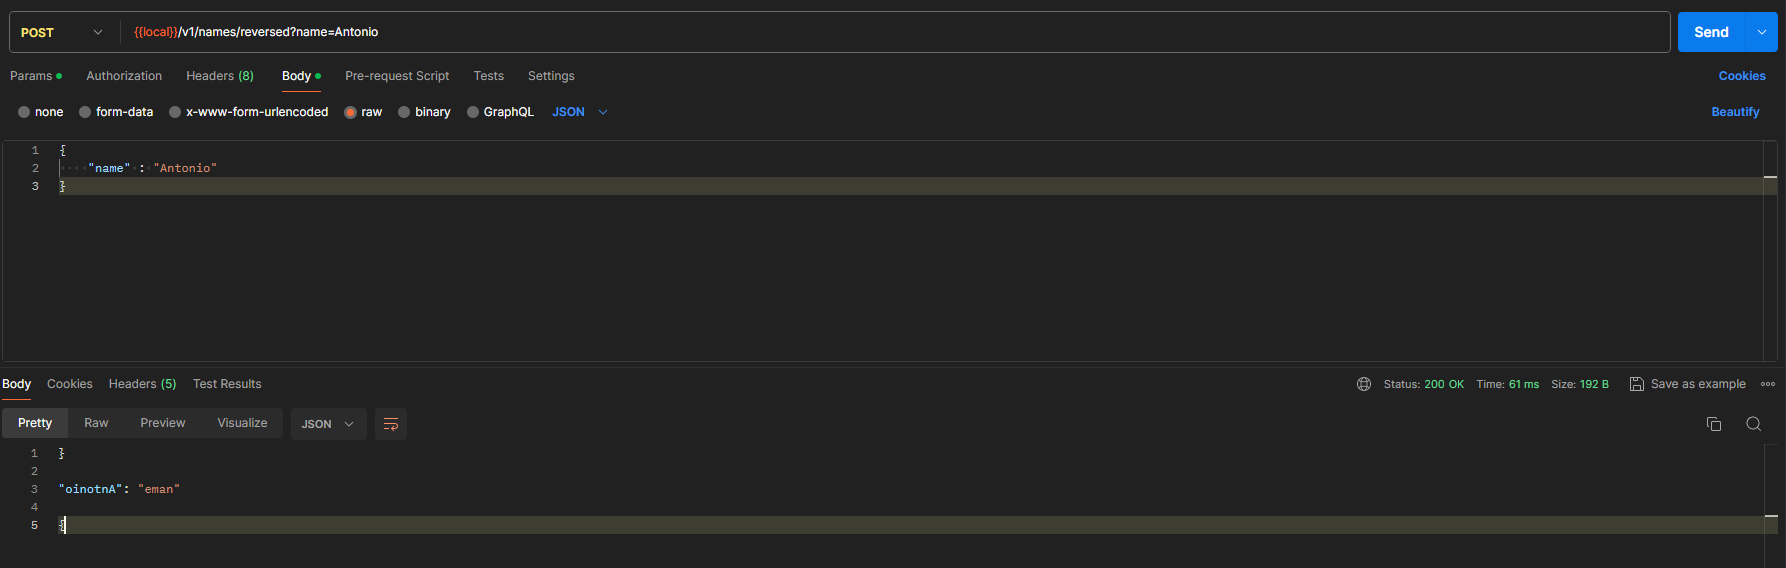 POST {{local}}/v1/names/reversed?name=Antonio Send
Params Authorization Headers (8) Body Pre-request Script Tests Settings Cookies
none form-data x-www-form-urlencoded raw binary GraphQL JSON Beautify
1 {
2 "name" : "Antonio"
3 }
Body Cookies Headers (5) Test Results Status: 200 OK Time: 61 ms Size: 192 B Save as example
Pretty Raw Preview Visualize JSON
1 }
2
3 "oinotnA": "eman"
4
5 {